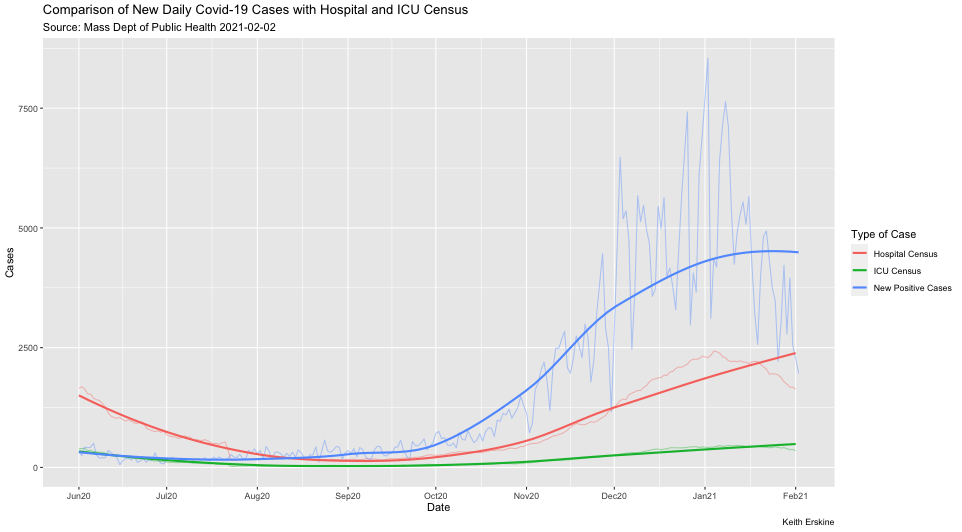 Comparison of New Daily Covid-19 Cases with Hospital and ICU Census
Source: Mass Dept of Public Health 2021-02-02
7500
5000
2500
0
Cases
Jun20 Jul20 Aug20 Sep20 Oct20 Nov20 Dec20 Jan21 Feb21
Date
Type of Case
Hospital Census
ICU Census
New Positive Cases
Keith Erskine